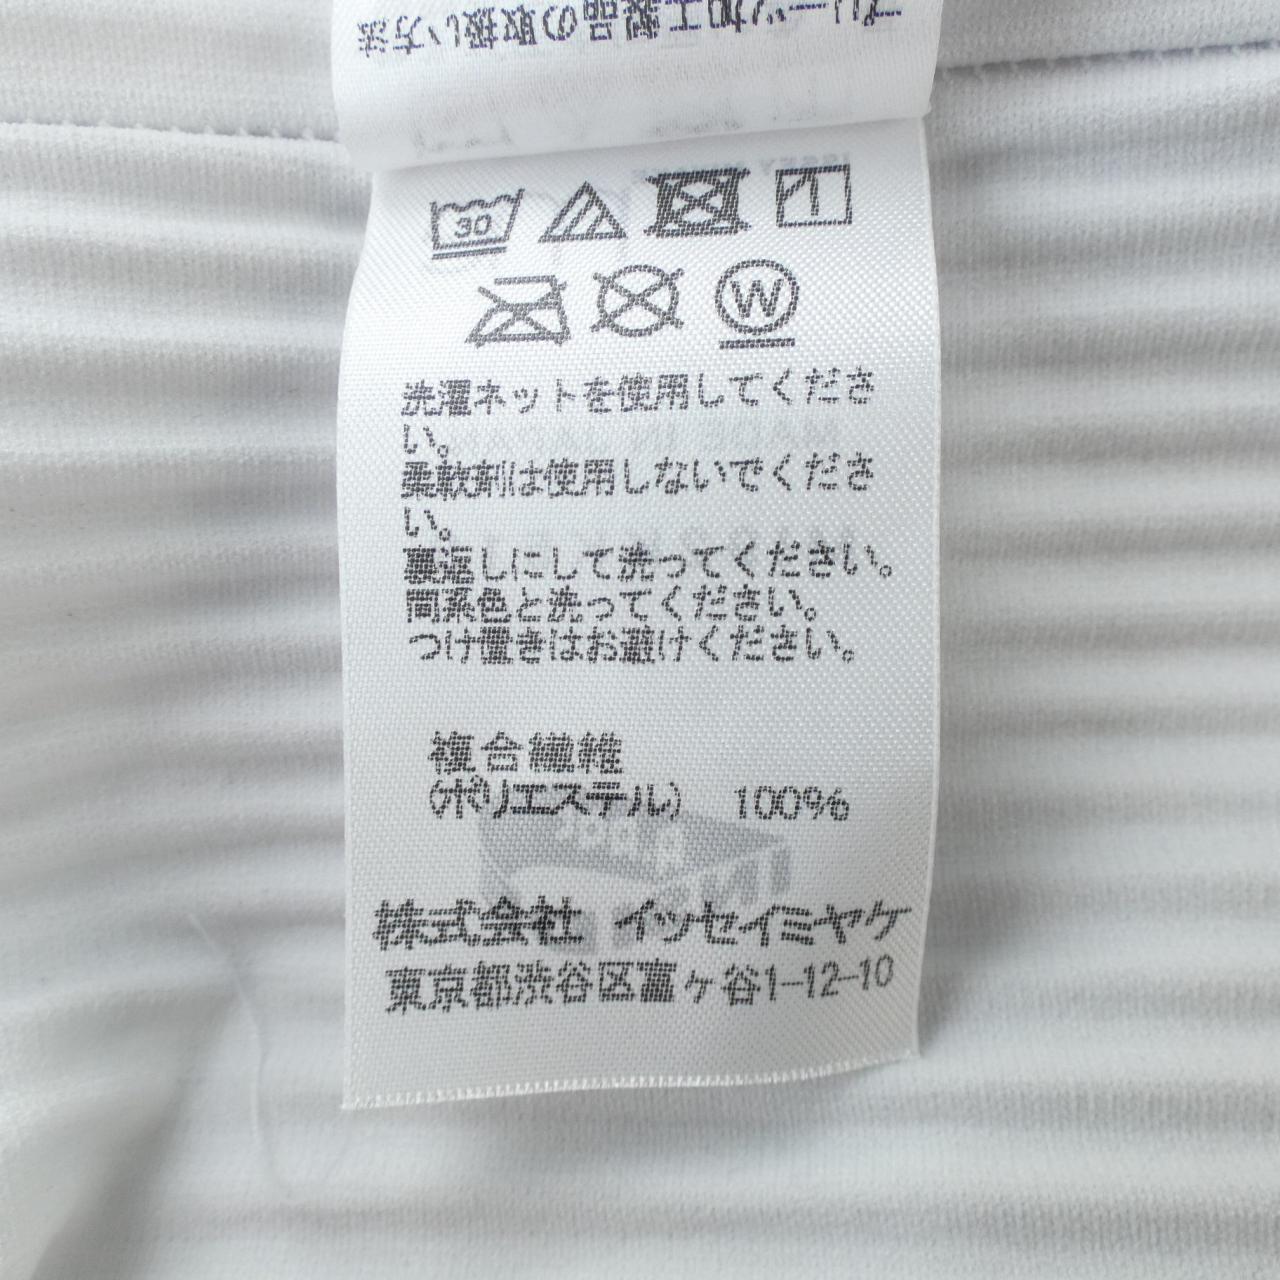 30
洗濯ネットを使用してくださ
い。
柔軟剤は使用しないでくださ
い。
裏返しにして洗ってください。
同系色と洗ってください。
つけ置きはお避けください。
複合繊維
(ポリエステル) 100%
株式会社 イッセイミヤケ
東京都渋谷区富ヶ谷1-12-10